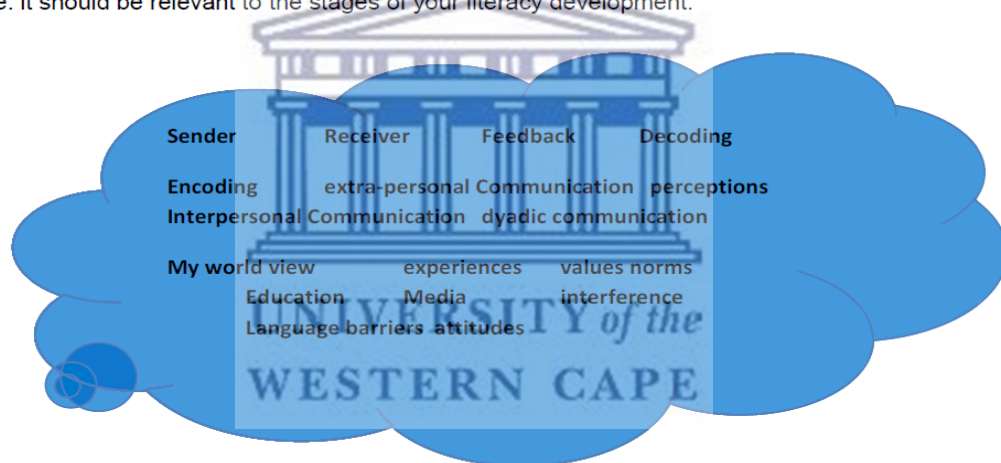 e. It should be relevant to the stages of your literacy development.
Sender Receiver Feedback Decoding
Encoding extra-personal Communication perceptions
Interpersonal Communication dyadic communication
My world view experiences values norms
Education Media interference
Language barriers attitudes
UNIVERSITY of the
WESTERN CAPE